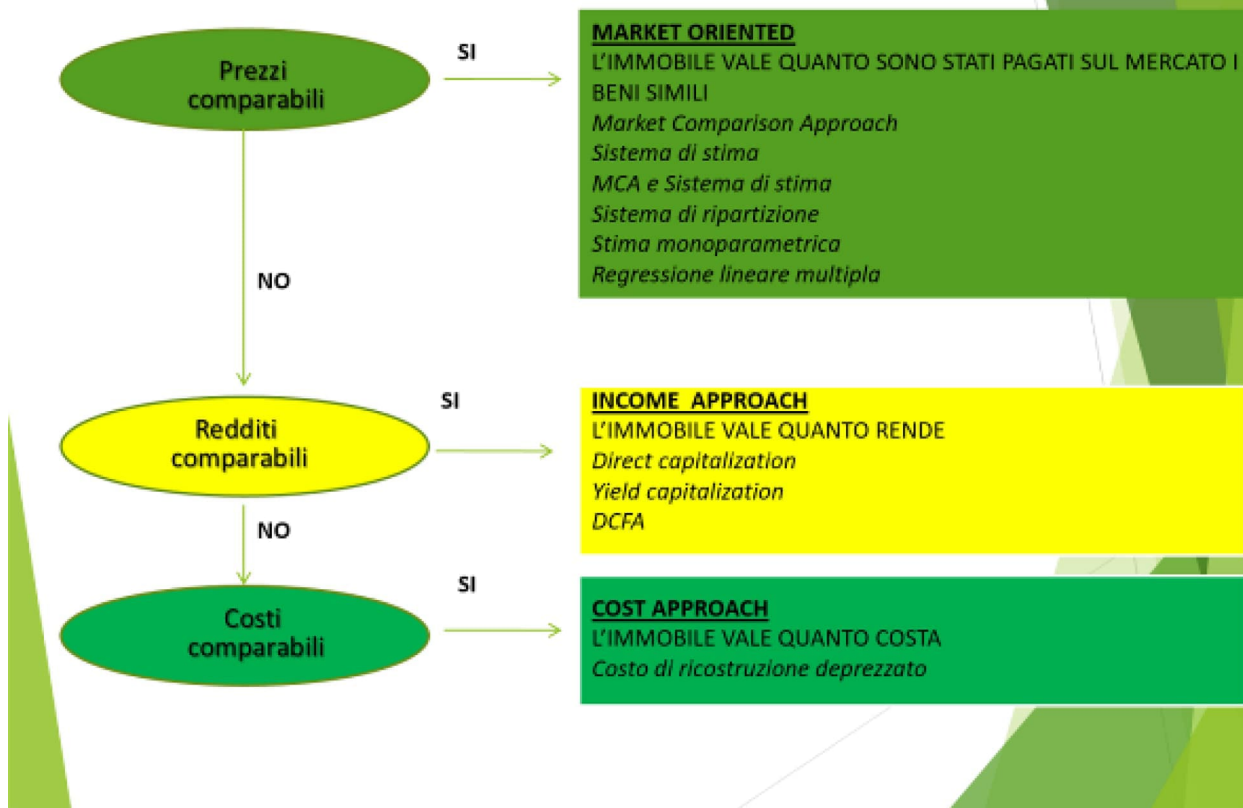 Prezzi
comparabili
SI
MARKET ORIENTED
L'IMMOBILE VALE QUANTO SONO STATI PAGATI SUL MERCATO I
BENI SIMILI
Market Comparison Approach
Sistema di stima
MCA e Sistema di stima
Sistema di ripartizione
Stima monoparametrica
Regressione lineare multipla
NO
Redditi
comparabili
SI
INCOME APPROACH
L'IMMOBILE VALE QUANTO RENDE
Direct capitalization
Yield capitalization
DCFA
NO
Costi
comparabili
SI
COST APPROACH
L'IMMOBILE VALE QUANTO COSTA
Costo di ricostruzione deprezzato